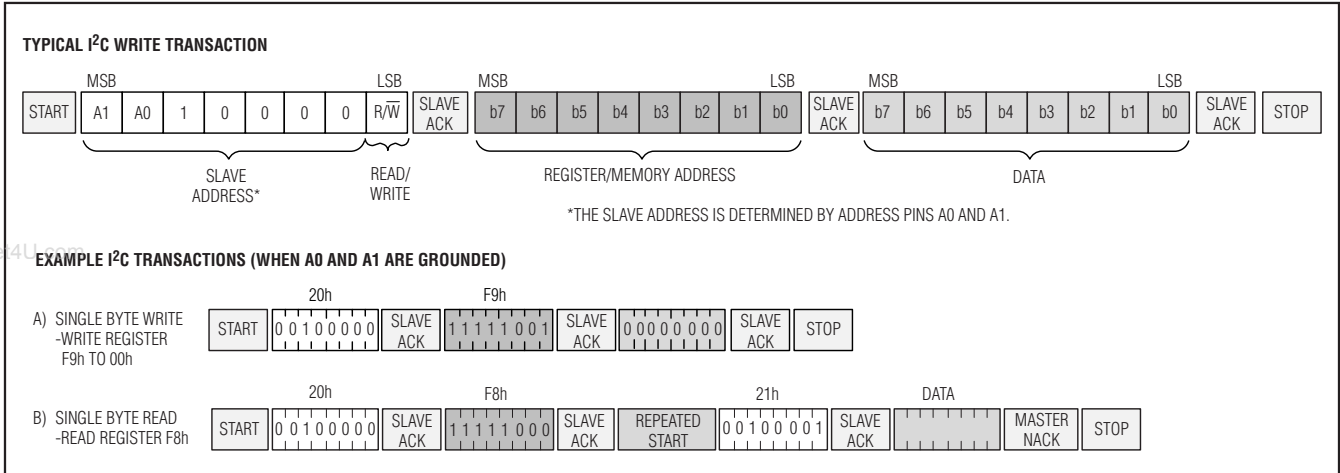 TYPICAL I²C WRITE TRANSACTION
MSB LSB MSB LSB MSB LSB
START A1 A0 1 0 0 0 0 R/W̅ SLAVE ACK b7 b6 b5 b4 b3 b2 b1 b0 SLAVE ACK b7 b6 b5 b4 b3 b2 b1 b0 SLAVE ACK STOP
SLAVE ADDRESS* READ/WRITE REGISTER/MEMORY ADDRESS DATA
*THE SLAVE ADDRESS IS DETERMINED BY ADDRESS PINS A0 AND A1.
et4U.com
EXAMPLE I²C TRANSACTIONS (WHEN A0 AND A1 ARE GROUNDED)
20h F9h
A) SINGLE BYTE WRITE
-WRITE REGISTER
F9h TO 00h
START 0 0 1 0 0 0 0 0 SLAVE ACK 1 1 1 1 1 0 0 1 SLAVE ACK 0 0 0 0 0 0 0 0 SLAVE ACK STOP
20h F8h 21h DATA
B) SINGLE BYTE READ
-READ REGISTER F8h
START 0 0 1 0 0 0 0 0 SLAVE ACK 1 1 1 1 1 0 0 0 SLAVE ACK REPEATED START 0 0 1 0 0 0 0 1 SLAVE ACK MASTER NACK STOP